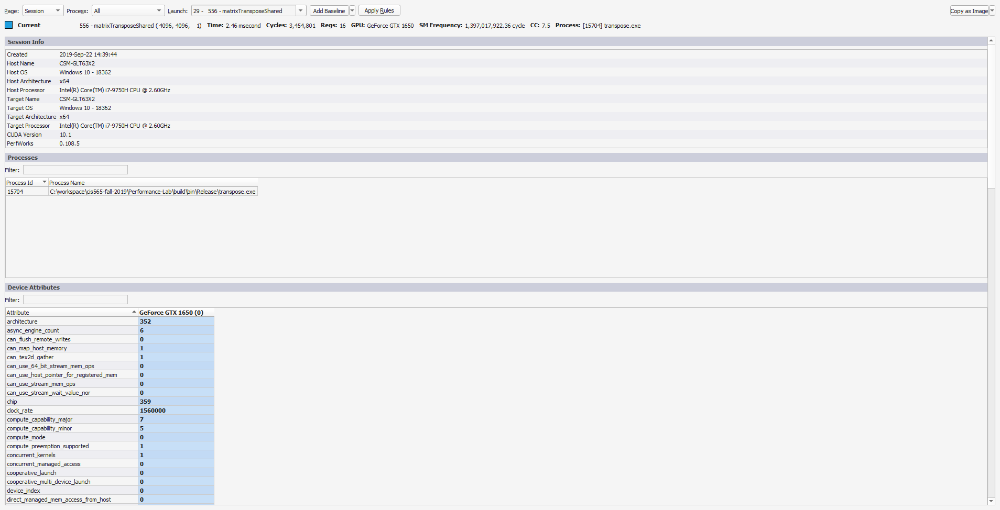 Page: Session Process: All Launch: 29 - 556 - matrixTransposeShared Add Baseline Apply Rules Copy as Image
Current 556 - matrixTransposeShared ( 4096, 4096, 1) Time: 2.46 msecond Cycles: 3,454,801 Regs: 16 GPU: GeForce GTX 1650 SM Frequency: 1,397,017,922.36 cycle CC: 7.5 Process: [15704] transpose.exe
Session Info
Created 2019-Sep-22 14:39:44
Host Name CSM-GLT63X2
Host OS Windows 10 - 18362
Host Architecture x64
Host Processor Intel(R) Core(TM) i7-9750H CPU @ 2.60GHz
Target Name CSM-GLT63X2
Target OS Windows 10 - 18362
Target Architecture x64
Target Processor Intel(R) Core(TM) i7-9750H CPU @ 2.60GHz
CUDA Version 10.1
PerfWorks 0.108.5
Processes
Filter:
Process Id Process Name
15704 C:\workspace\cis565-fall-2019\Performance-Lab\build\bin\Release\transpose.exe
Device Attributes
Filter:
Attribute GeForce GTX 1650 (0)
architecture 352
async_engine_count 6
can_flush_remote_writes 0
can_map_host_memory 1
can_tex2d_gather 1
can_use_64_bit_stream_mem_ops 0
can_use_host_pointer_for_registered_mem 0
can_use_stream_mem_ops 0
can_use_stream_wait_value_nor 0
chip 359
clock_rate 1560000
compute_capability_major 7
compute_capability_minor 5
compute_mode 0
compute_preemption_supported 1
concurrent_kernels 1
concurrent_managed_access 0
cooperative_launch 0
cooperative_multi_device_launch 0
device_index 0
direct_managed_mem_access_from_host 0